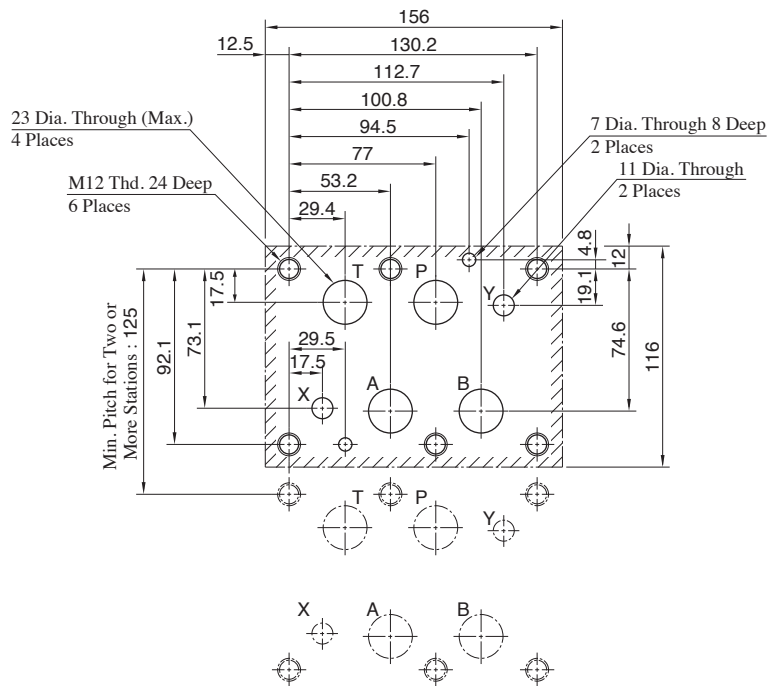 156
12.5
130.2
112.7
100.8
94.5
77
53.2
29.4
23 Dia. Through (Max.)
4 Places
M12 Thd. 24 Deep
6 Places
7 Dia. Through 8 Deep
2 Places
11 Dia. Through
2 Places
T
P
Y
4.8
12
19.1
74.6
116
17.5
73.1
92.1
Min. Pitch for Two or
More Stations : 125
29.5
17.5
X
A
B
T
P
Y
X
A
B